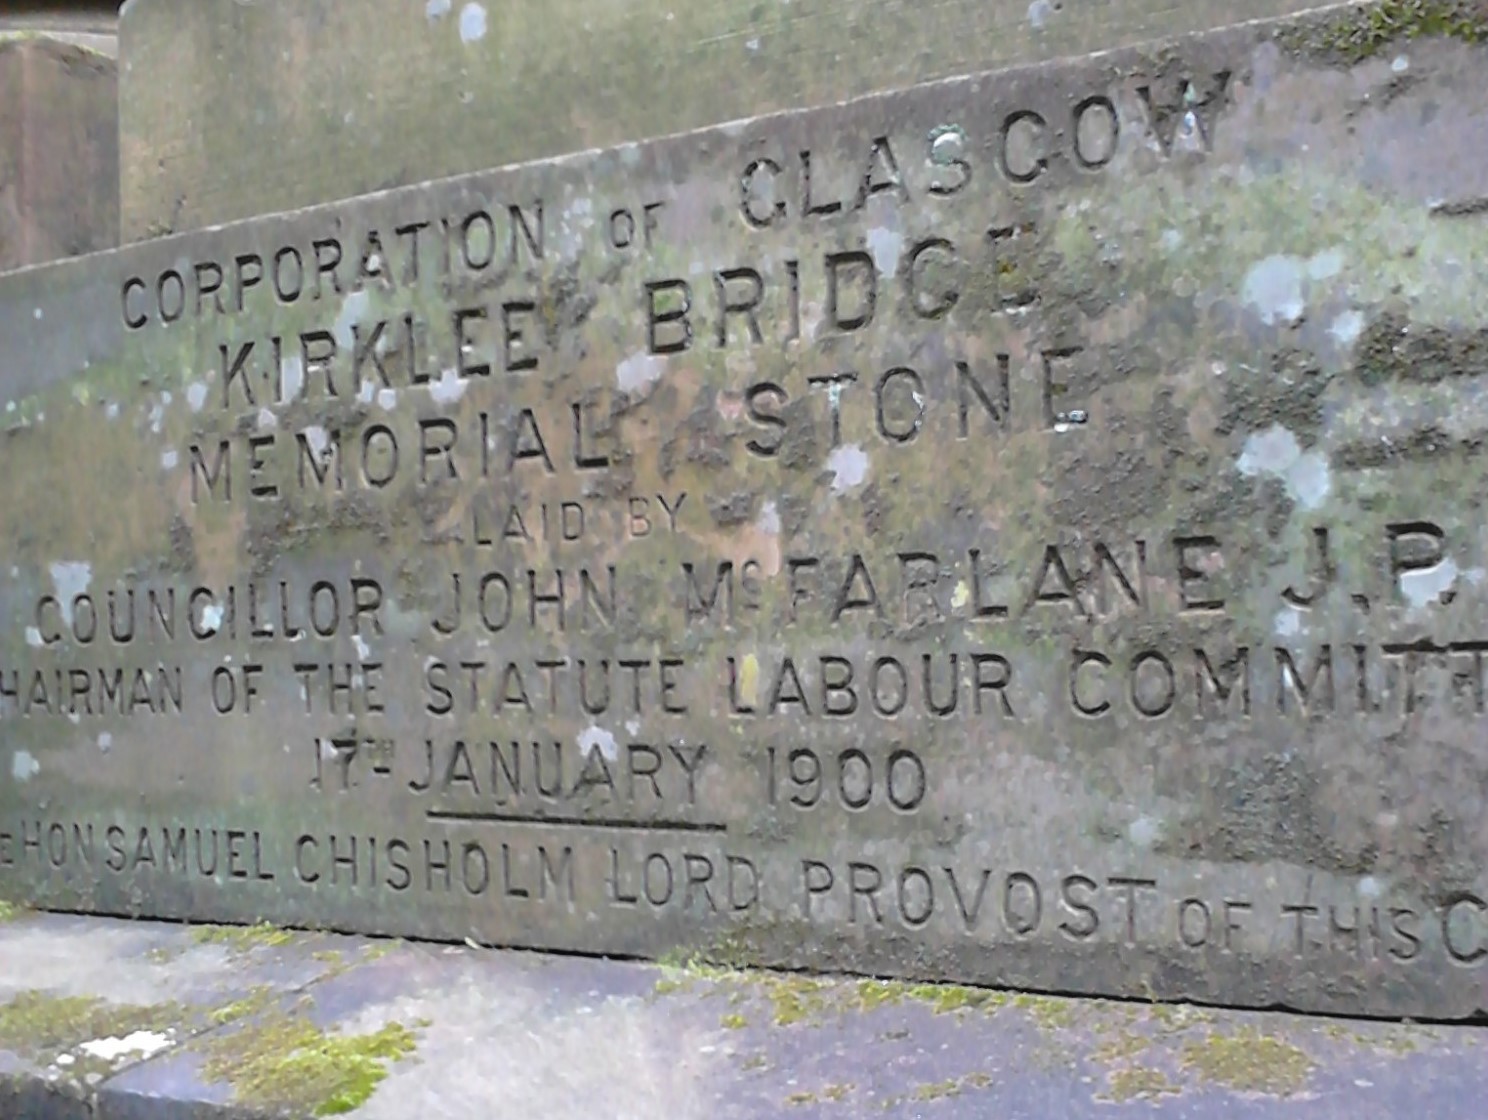 CORPORATION OF GLASGOW
KIRKLEE BRIDGE
MEMORIAL STONE
LAID BY
COUNCILLOR JOHN McFARLANE J.P.
HAIRMAN OF THE STATUTE LABOUR COMMITT
17TH JANUARY 1900
E HON SAMUEL CHISHOLM LORD PROVOST OF THIS C